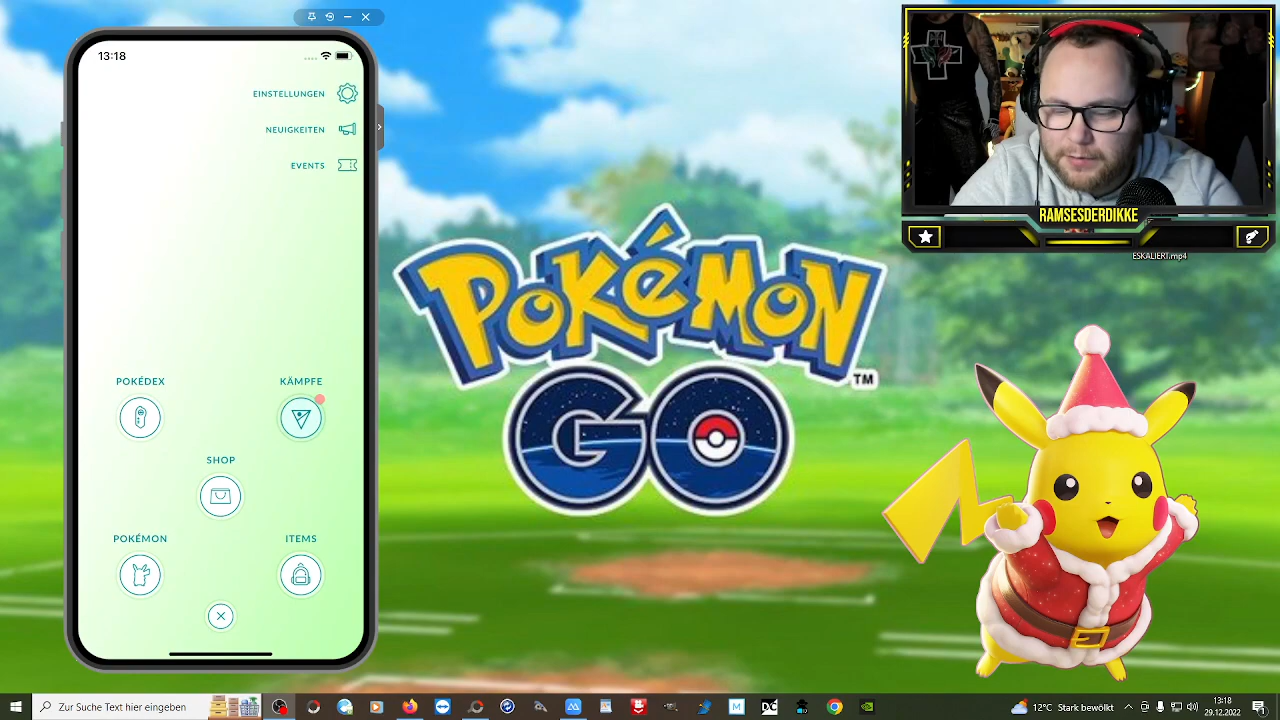 13:18
EINSTELLUNGEN
NEUIGKEITEN
EVENTS
POKÉDEX
KÄMPFE
SHOP
POKÉMON
ITEMS
POKÉMON
GO
TM
RAMSESDERDIKKE
ESKALIERT.mp4
Zur Suche Text hier eingeben
M
DC
12°C Stark bewölkt
13:18
29.12.2022